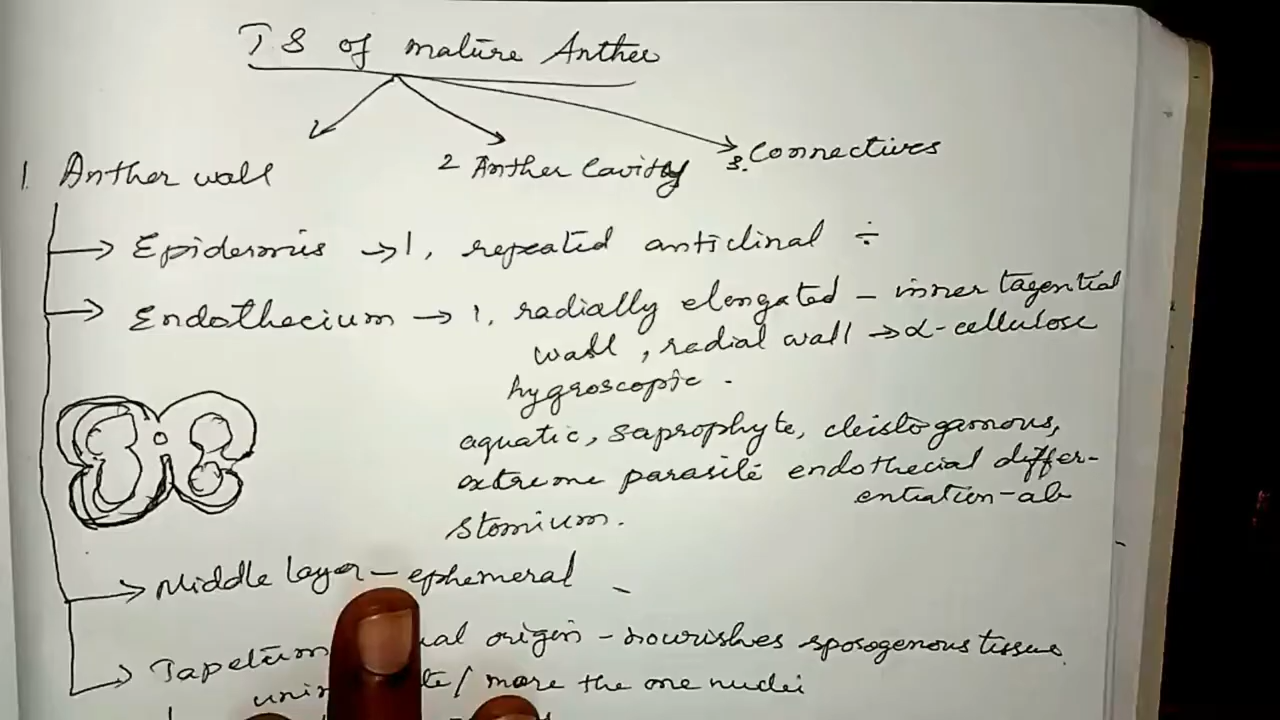 T S of mature Anther
1. Anther wall 2 Anther Cavity 3. Connectives
Epidermis → 1, repeated anticlinal ÷
Endothecium → 1, radially elongated - inner tagential
wall, radial wall → α-cellulose
hygroscopic.
aquatic, saprophyte, cleistogamous,
extreme parasite endothecial differ-
entiation-ab
Stomium.
Middle layer - ephemeral
Tapetum ual origin - nourishes sporogenous tissue
/ more the one nuclei